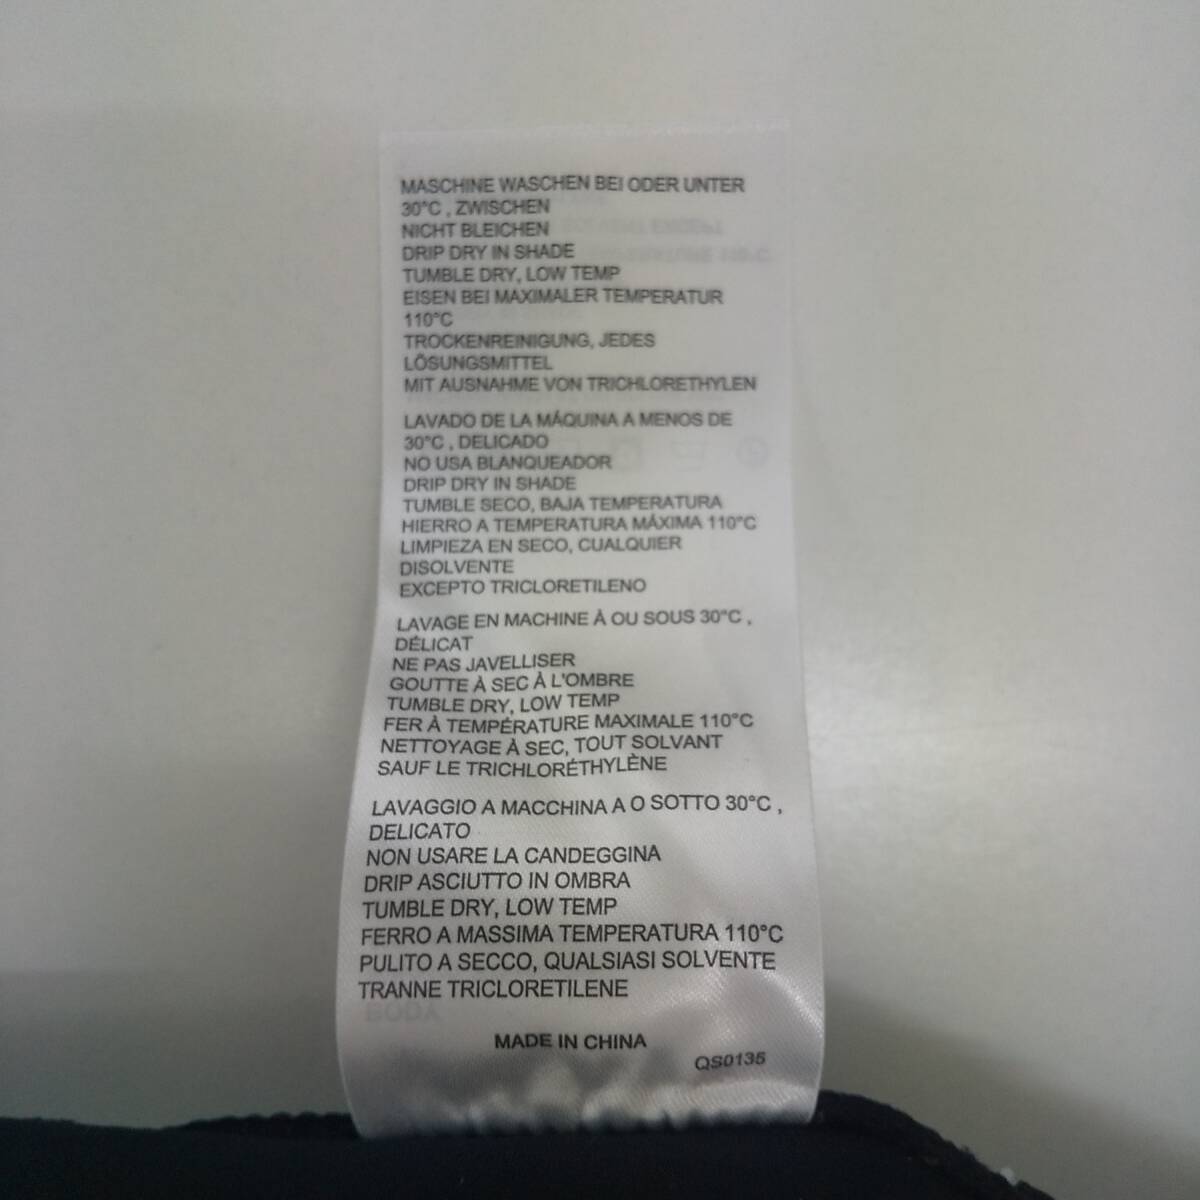 MASCHINE WASCHEN BEI ODER UNTER
30°C , ZWISCHEN
NICHT BLEICHEN
DRIP DRY IN SHADE
TUMBLE DRY, LOW TEMP
EISEN BEI MAXIMALER TEMPERATUR
110°C
TROCKENREINIGUNG, JEDES
LÖSUNGSMITTEL
MIT AUSNAHME VON TRICHLORETHYLEN
LAVADO DE LA MÁQUINA A MENOS DE
30°C , DELICADO
NO USA BLANQUEADOR
DRIP DRY IN SHADE
TUMBLE SECO, BAJA TEMPERATURA
HIERRO A TEMPERATURA MÁXIMA 110°C
LIMPIEZA EN SECO, CUALQUIER
DISOLVENTE
EXCEPTO TRICLORETILENO
LAVAGE EN MACHINE À OU SOUS 30°C ,
DÉLICAT
NE PAS JAVELLISER
GOUTTE À SEC À L'OMBRE
TUMBLE DRY, LOW TEMP
FER À TEMPÉRATURE MAXIMALE 110°C
NETTOYAGE À SEC, TOUT SOLVANT
SAUF LE TRICHLORÉTHYLÈNE
LAVAGGIO A MACCHINA A O SOTTO 30°C ,
DELICATO
NON USARE LA CANDEGGINA
DRIP ASCIUTTO IN OMBRA
TUMBLE DRY, LOW TEMP
FERRO A MASSIMA TEMPERATURA 110°C
PULITO A SECCO, QUALSIASI SOLVENTE
TRANNE TRICLORETILENE
MADE IN CHINA
QS0135